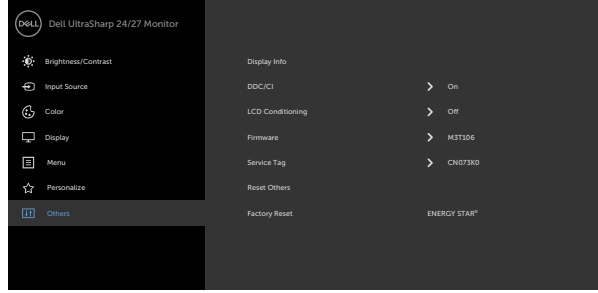 DELL Dell UltraSharp 24/27 Monitor
Brightness/Contrast Display Info
Input Source DDC/CI On
Color LCD Conditioning Off
Display Firmware M3T106
Menu Service Tag CN073K0
Personalize Reset Others
Others Factory Reset ENERGY STAR®